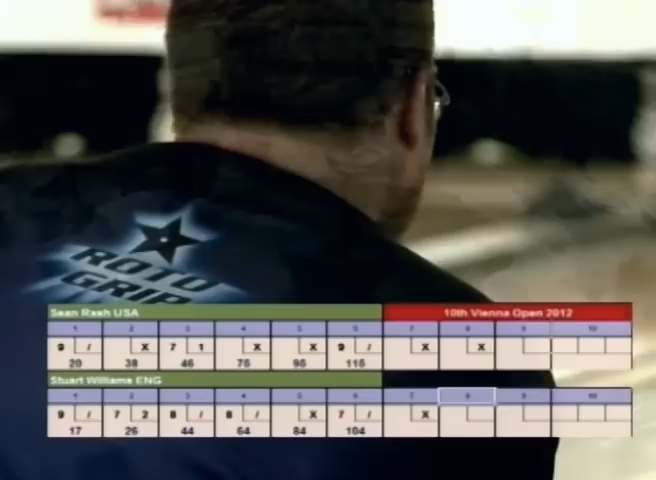 ROTO
GRIP
Sean Rash USA 10th Vienna Open 2012
1 2 3 4 5 6 7 8 9 10
9 / X 7 1 X X 9 / X X
20 38 46 75 95 115
Stuart Williams ENG
1 2 3 4 5 6 7 8 9 10
9 / 7 2 8 / 8 / X 7 / X
17 26 44 64 84 104